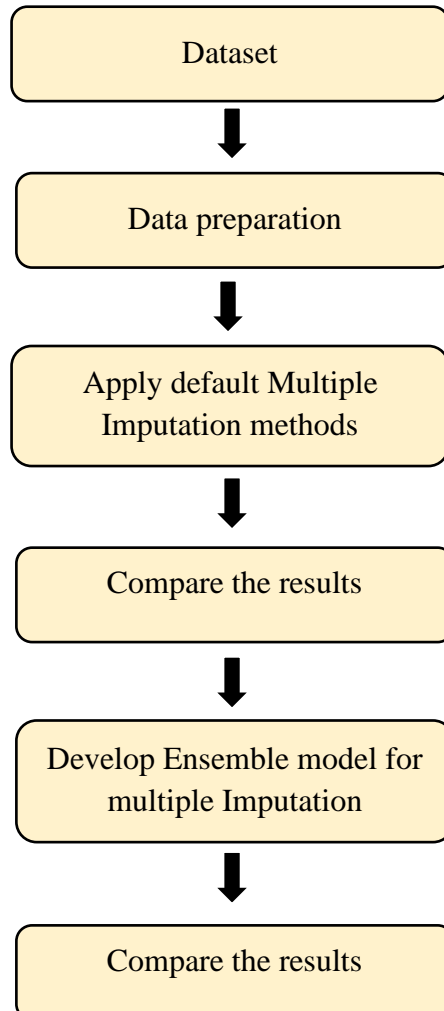 Dataset
Data preparation
Apply default Multiple
Imputation methods
Compare the results
Develop Ensemble model for
multiple Imputation
Compare the results